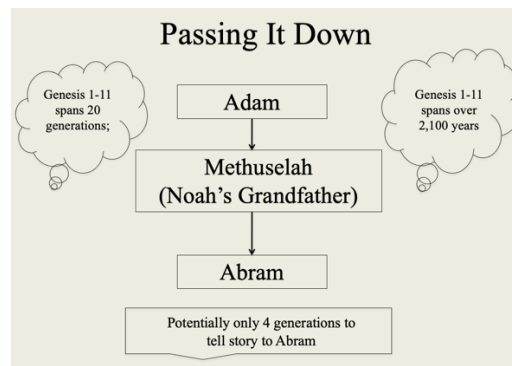 Passing It Down
Genesis 1-11
spans 20
generations;
Genesis 1-11
spans over
2,100 years
Adam
Methuselah
(Noah's Grandfather)
Abram
Potentially only 4 generations to
tell story to Abram